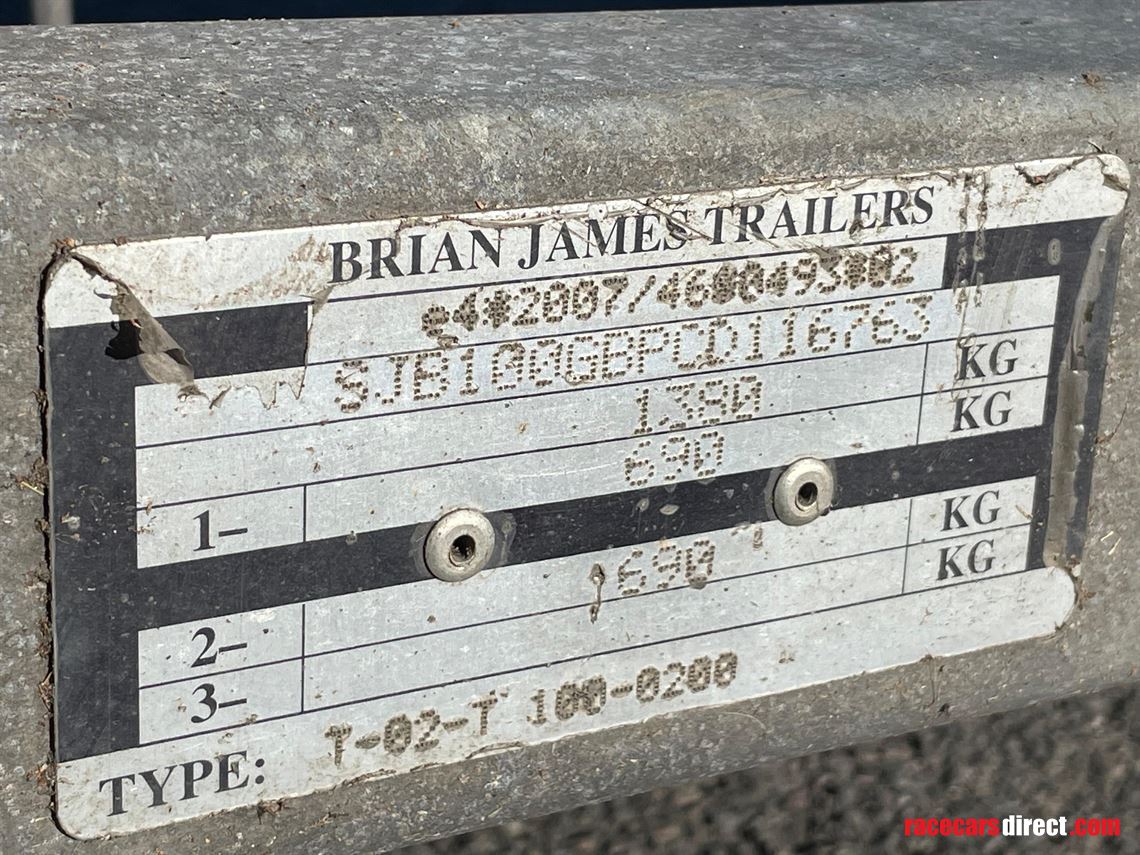 BRIAN JAMES TRAILERS
e4*2007/46*0493*02
SJB100GBPCD116763
1390 KG
1– 690 KG
2– 690 KG
3– KG
TYPE: T-02-T 100-0200
racecarsdirect.com